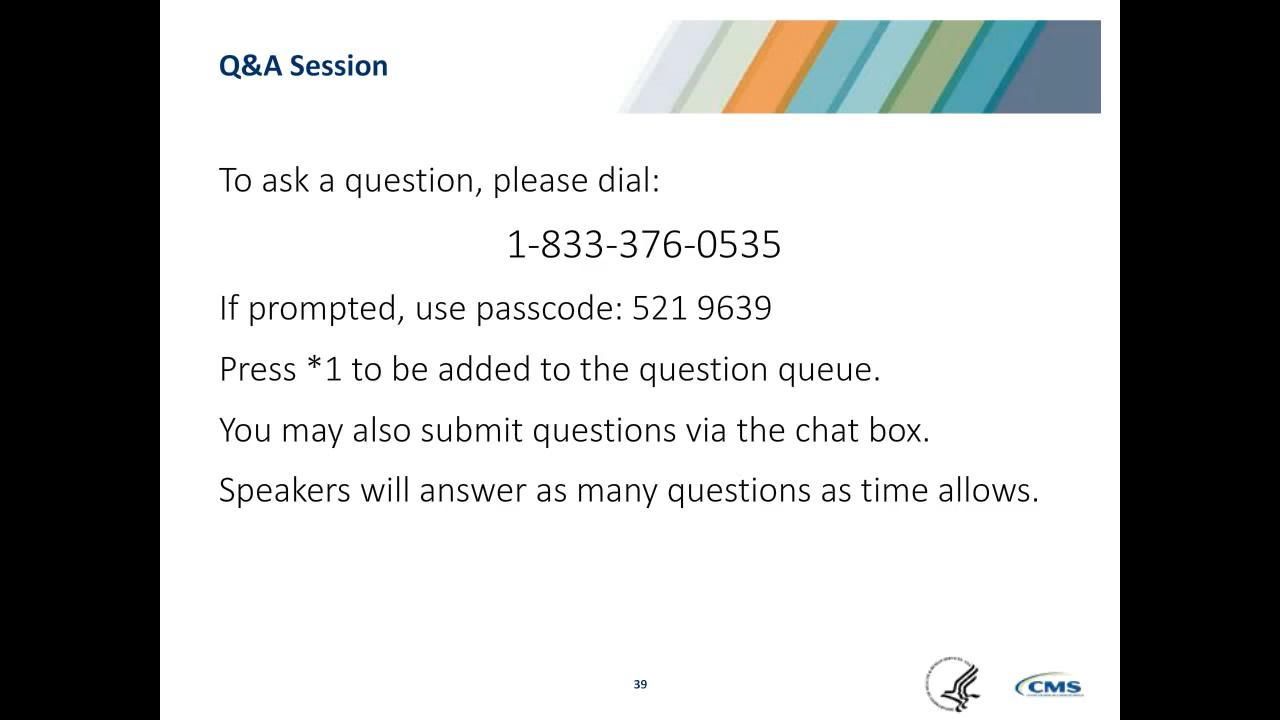 Q&A Session
To ask a question, please dial:
1-833-376-0535
If prompted, use passcode: 521 9639
Press *1 to be added to the question queue.
You may also submit questions via the chat box.
Speakers will answer as many questions as time allows.
39
CMS